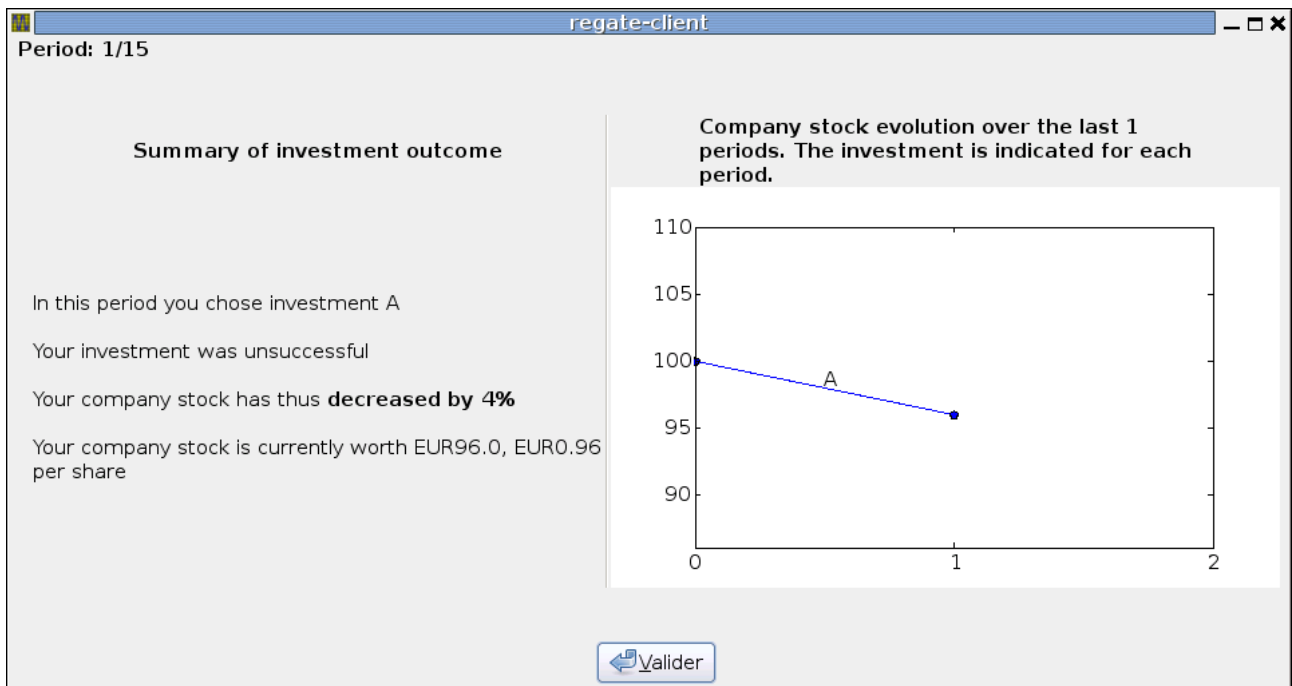 regate-client
Period: 1/15
Summary of investment outcome
In this period you chose investment A
Your investment was unsuccessful
Your company stock has thus decreased by 4%
Your company stock is currently worth EUR96.0, EUR0.96
per share
Company stock evolution over the last 1
periods. The investment is indicated for each
period.
110
105
100
95
90
A
0 1 2
Valider